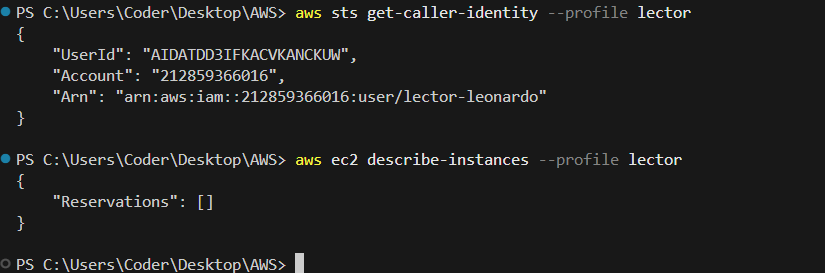 PS C:\Users\Coder\Desktop\AWS> aws sts get-caller-identity --profile lector
{
    "UserId": "AIDATDD3IFKACVKANCKUW",
    "Account": "212859366016",
    "Arn": "arn:aws:iam::212859366016:user/lector-leonardo"
}
PS C:\Users\Coder\Desktop\AWS> aws ec2 describe-instances --profile lector
{
    "Reservations": []
}
PS C:\Users\Coder\Desktop\AWS>